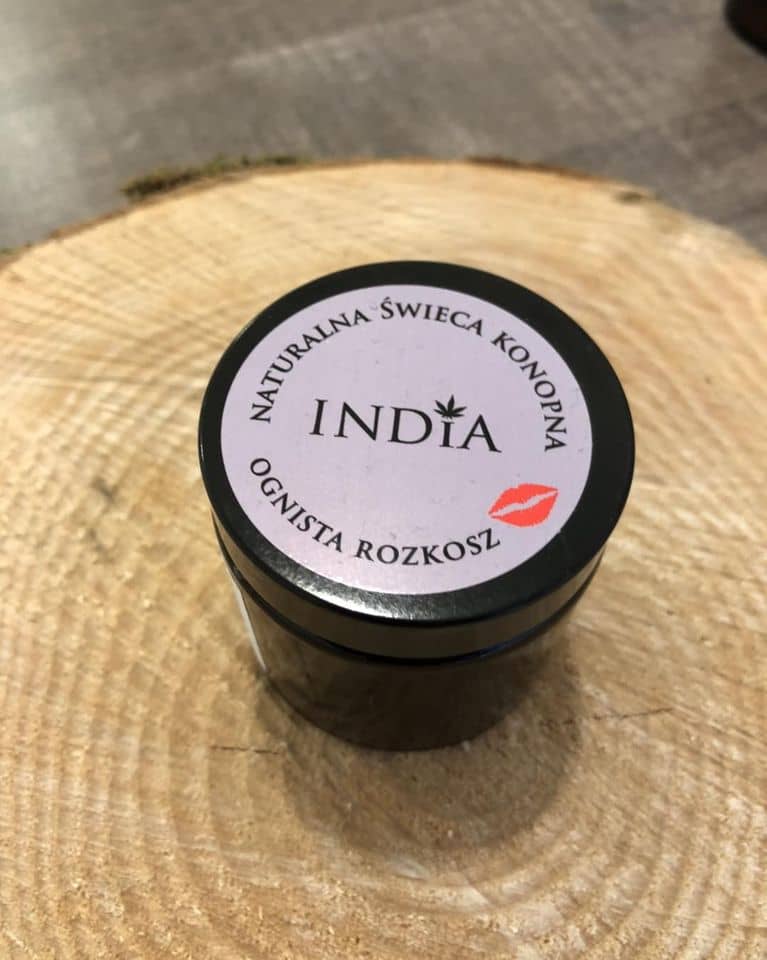 NATURALNA ŚWIECA KONOPNA
INDIA
OGNISTA ROZKOSZ